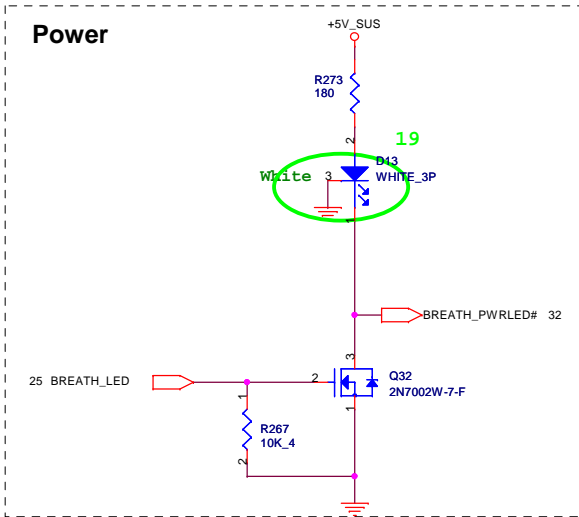 Power
+5V_SUS
R273
180
2
19
D13
White 3 WHITE_3P
1
BREATH_PWRLED# 32
3
25 BREATH_LED
2
Q32
2N7002W-7-F
1
1
R267
10K_4
2